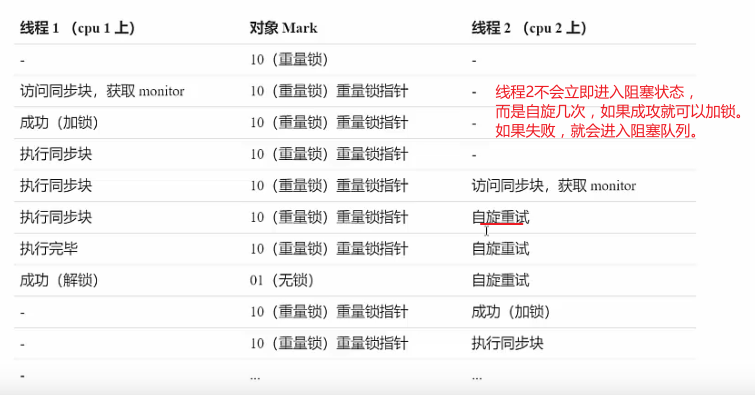 线程 1 （cpu 1 上） 对象 Mark 线程 2 （cpu 2 上）
- 10（重量锁） -
访问同步块，获取 monitor 10（重量锁）重量锁指针 -
线程2不会立即进入阻塞状态，
而是自旋几次，如果成攻就可以加锁。
如果失败，就会进入阻塞队列。
成功（加锁） 10（重量锁）重量锁指针 -
执行同步块 10（重量锁）重量锁指针 -
执行同步块 10（重量锁）重量锁指针 访问同步块，获取 monitor
执行同步块 10（重量锁）重量锁指针 自旋重试
执行完毕 10（重量锁）重量锁指针 自旋重试
成功（解锁） 01（无锁） 自旋重试
- 10（重量锁）重量锁指针 成功（加锁）
- 10（重量锁）重量锁指针 执行同步块
- ... ...